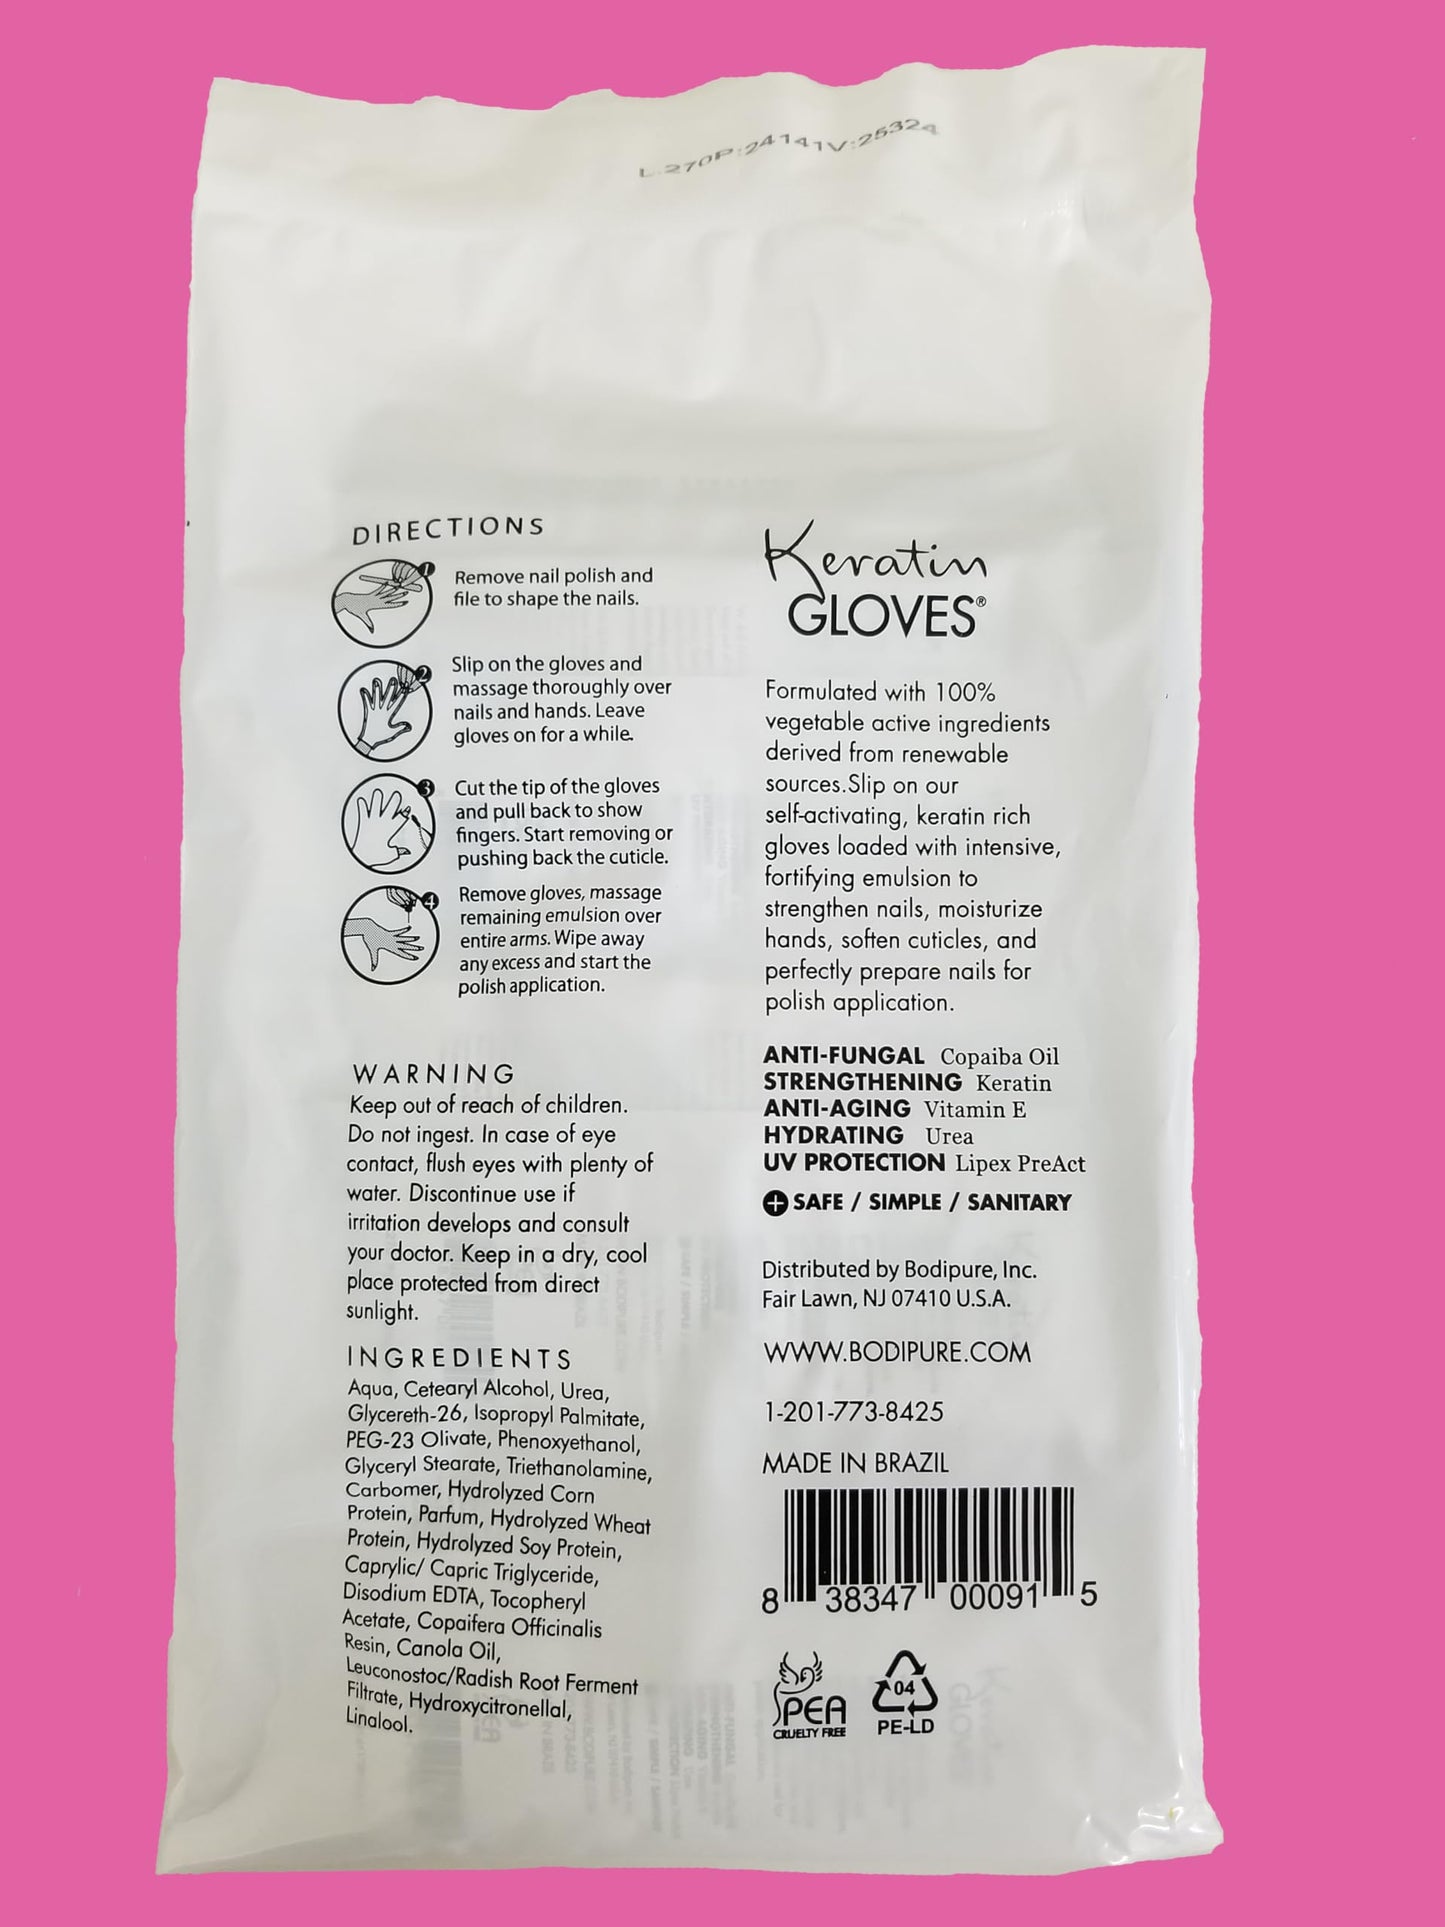 L:270P:24141V:25324
DIRECTIONS
1
Remove nail polish and
file to shape the nails.
2
Slip on the gloves and
massage thoroughly over
nails and hands. Leave
gloves on for a while.
3
Cut the tip of the gloves
and pull back to show
fingers. Start removing or
pushing back the cuticle.
4
Remove gloves, massage
remaining emulsion over
entire arms. Wipe away
any excess and start the
polish application.
WARNING
Keep out of reach of children.
Do not ingest. In case of eye
contact, flush eyes with plenty of
water. Discontinue use if
irritation develops and consult
your doctor. Keep in a dry, cool
place protected from direct
sunlight.
INGREDIENTS
Aqua, Cetearyl Alcohol, Urea,
Glycereth-26, Isopropyl Palmitate,
PEG-23 Olivate, Phenoxyethanol,
Glyceryl Stearate, Triethanolamine,
Carbomer, Hydrolyzed Corn
Protein, Parfum, Hydrolyzed Wheat
Protein, Hydrolyzed Soy Protein,
Caprylic/ Capric Triglyceride,
Disodium EDTA, Tocopheryl
Acetate, Copaifera Officinalis
Resin, Canola Oil,
Leuconostoc/Radish Root Ferment
Filtrate, Hydroxycitronellal,
Linalool.
Keratin
GLOVES®
Formulated with 100%
vegetable active ingredients
derived from renewable
sources.Slip on our
self-activating, keratin rich
gloves loaded with intensive,
fortifying emulsion to
strengthen nails, moisturize
hands, soften cuticles, and
perfectly prepare nails for
polish application.
ANTI-FUNGAL Copaiba Oil
STRENGTHENING Keratin
ANTI-AGING Vitamin E
HYDRATING Urea
UV PROTECTION Lipex PreAct
+ SAFE / SIMPLE / SANITARY
Distributed by Bodipure, Inc.
Fair Lawn, NJ 07410 U.S.A.
WWW.BODIPURE.COM
1-201-773-8425
MADE IN BRAZIL
8 38347 00091 5
PEA
CRUELTY FREE
04
PE-LD